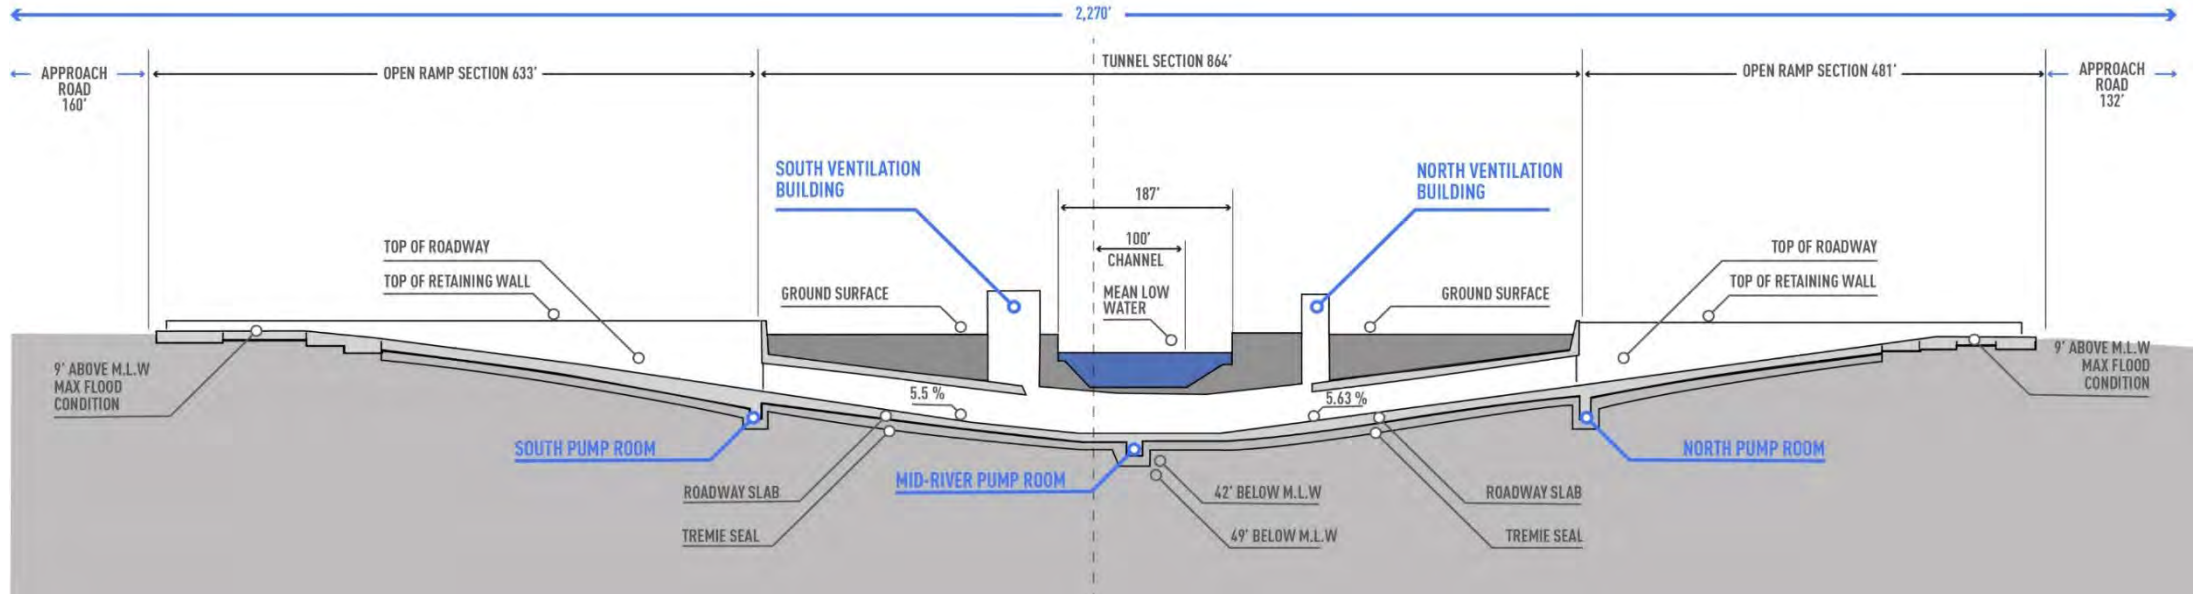 2,270'
APPROACH
ROAD
160'
OPEN RAMP SECTION 633'
TUNNEL SECTION 864'
OPEN RAMP SECTION 481'
APPROACH
ROAD
132'
SOUTH VENTILATION
BUILDING
NORTH VENTILATION
BUILDING
187'
100'
CHANNEL
MEAN LOW
WATER
TOP OF ROADWAY
TOP OF RETAINING WALL
GROUND SURFACE
GROUND SURFACE
TOP OF ROADWAY
TOP OF RETAINING WALL
9' ABOVE M.L.W
MAX FLOOD
CONDITION
5.5 %
5.63 %
9' ABOVE M.L.W
MAX FLOOD
CONDITION
SOUTH PUMP ROOM
MID-RIVER PUMP ROOM
NORTH PUMP ROOM
ROADWAY SLAB
TREMIE SEAL
42' BELOW M.L.W
49' BELOW M.L.W
ROADWAY SLAB
TREMIE SEAL